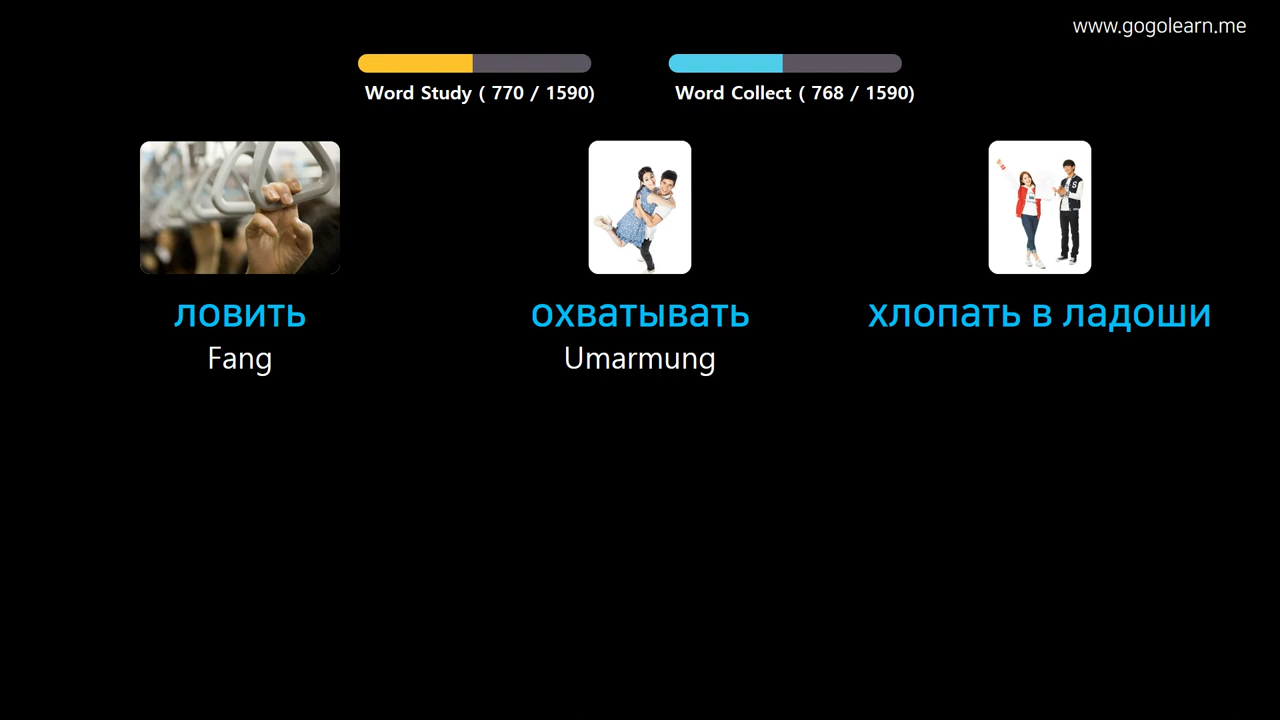 www.gogolearn.me
Word Study ( 770 / 1590)
Word Collect ( 768 / 1590)
ловить
охватывать
хлопать в ладоши
Fang
Umarmung